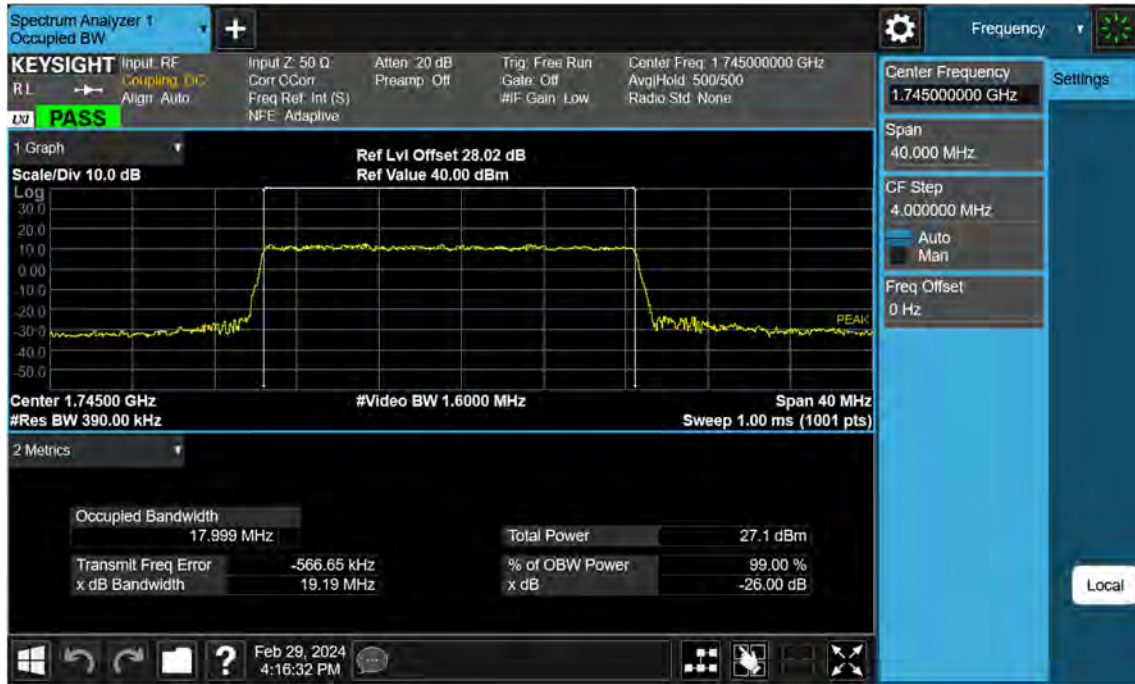 Spectrum Analyzer 1
Occupied BW
+
Frequency
KEYSIGHT
R L
LXI PASS
Input: RF
Coupling: DC
Align: Auto
Input Z: 50 Ω
Corr CCorr
Freq Ref: Int (S)
NFE: Adaptive
Atten: 20 dB
Preamp: Off
Trig: Free Run
Gate: Off
#IF Gain: Low
Center Freq: 1.745000000 GHz
Avg|Hold: 500/500
Radio Std: None
Center Frequency
1.745000000 GHz
Settings
Span
40.000 MHz
CF Step
4.000000 MHz
Auto
Man
Freq Offset
0 Hz
1 Graph
Scale/Div 10.0 dB
Ref Lvl Offset 28.02 dB
Ref Value 40.00 dBm
Log
30.0
20.0
10.0
0.00
-10.0
-20.0
-30.0
-40.0
-50.0
PEAK
Center 1.74500 GHz
#Video BW 1.6000 MHz
Span 40 MHz
#Res BW 390.00 kHz
Sweep 1.00 ms (1001 pts)
2 Metrics
Occupied Bandwidth
17.999 MHz
Total Power 27.1 dBm
Transmit Freq Error -566.65 kHz
% of OBW Power 99.00 %
x dB Bandwidth 19.19 MHz
x dB -26.00 dB
Local
?
Feb 29, 2024
4:16:32 PM